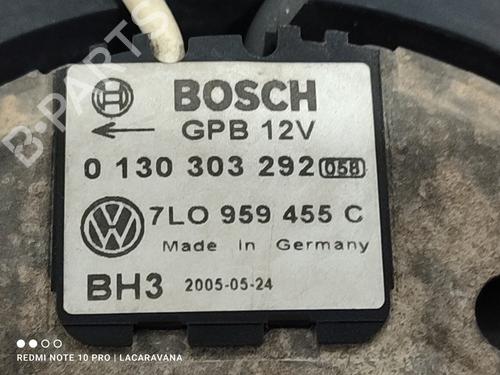 BOSCH
GPB 12V
0 130 303 292 058
7LO 959 455 C
Made in Germany
BH3 2005-05-24
B-PARTS
REDMI NOTE 10 PRO | LACARAVANA